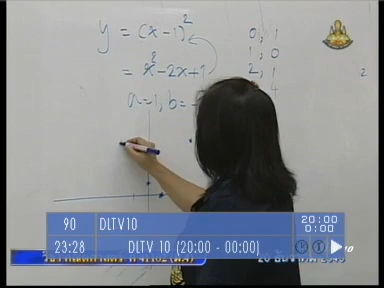 y = (x - 1)²
0, 1
1, 0
= x² - 2x + 1
2, 1
4
2
a = 1, b = -
90 DLTV10 20:00
0:00
23:28 DLTV 10 (20:00 - 00:00)